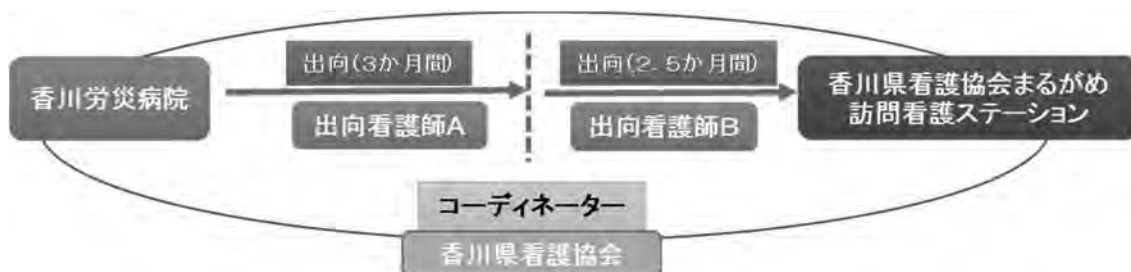 香川労災病院
出向(3か月間)
出向看護師A
出向(2.5か月間)
出向看護師B
香川県看護協会まるがめ
訪問看護ステーション
コーディネーター
香川県看護協会